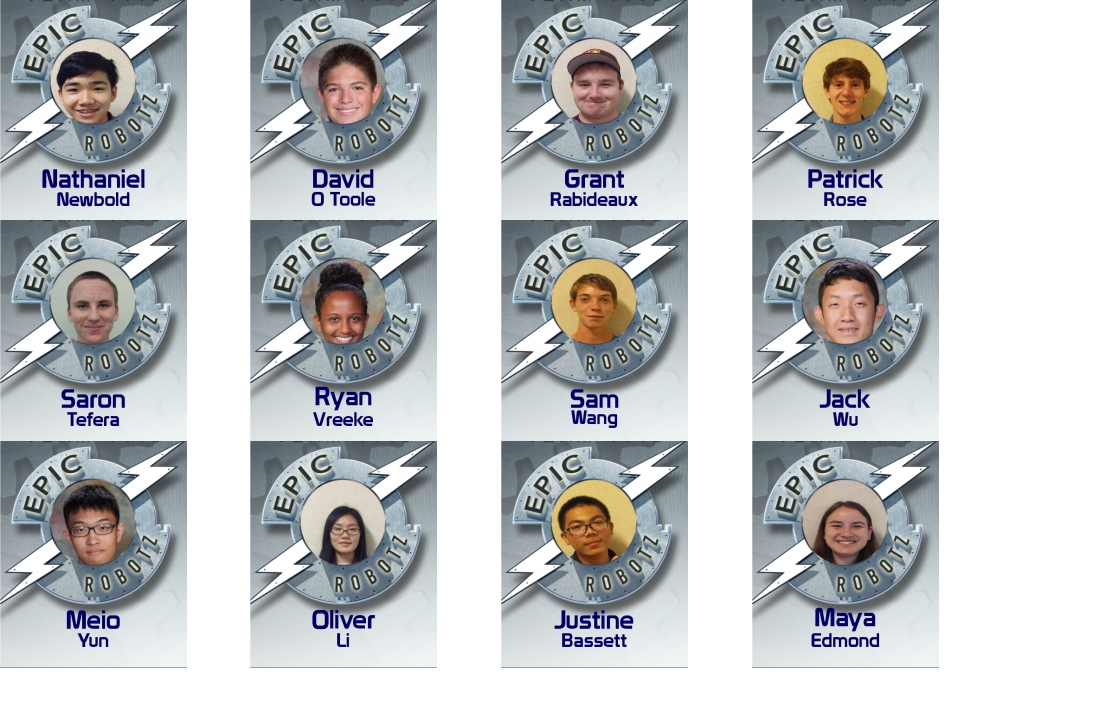 EPIC EPIC EPIC EPIC
ROBOTZ ROBOTZ ROBOTZ ROBOTZ
Nathaniel David Grant Patrick
Newbold O Toole Rabideaux Rose
EPIC EPIC EPIC EPIC
ROBOTZ ROBOTZ ROBOTZ ROBOTZ
Saron Ryan Sam Jack
Tefera Vreeke Wang Wu
EPIC EPIC EPIC EPIC
ROBOTZ ROBOTZ ROBOTZ ROBOTZ
Meio Oliver Justine Maya
Yun Li Bassett Edmond